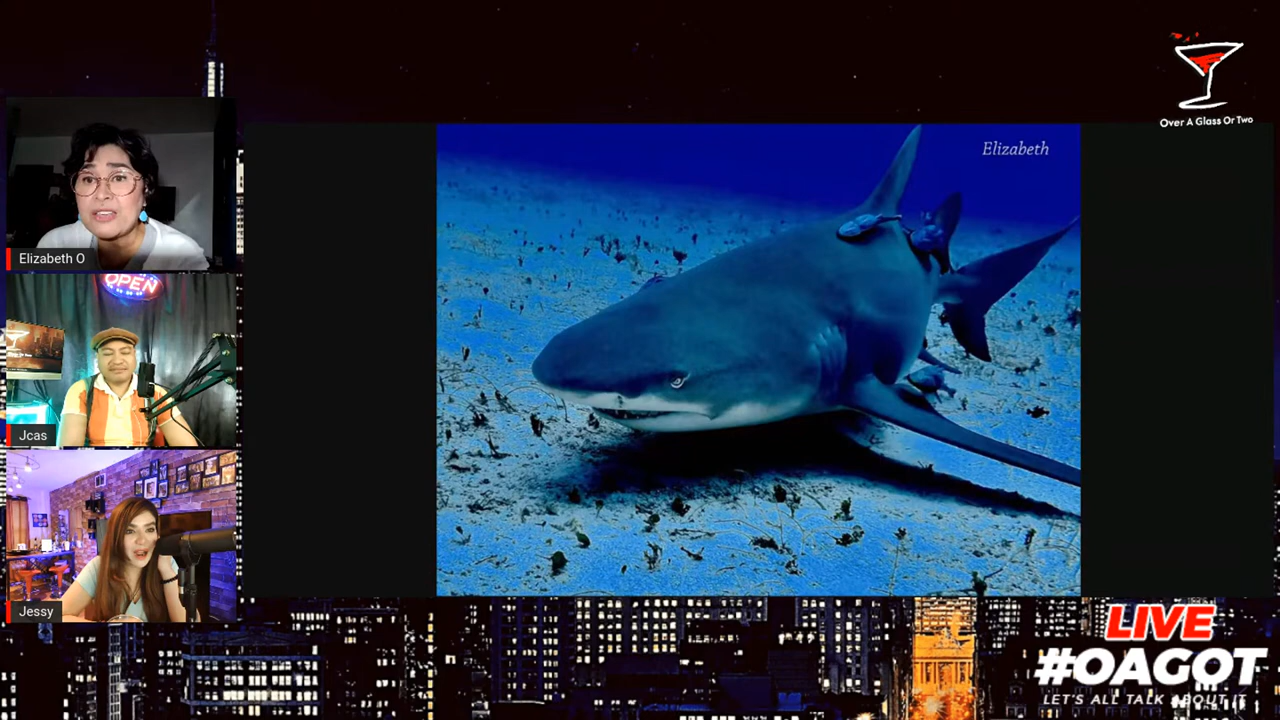 Over A Glass Or Two
Elizabeth
Elizabeth O
OPEN
Jcas
Jessy
LIVE
#OAGOT
LET'S ALL TALK ABOUT IT